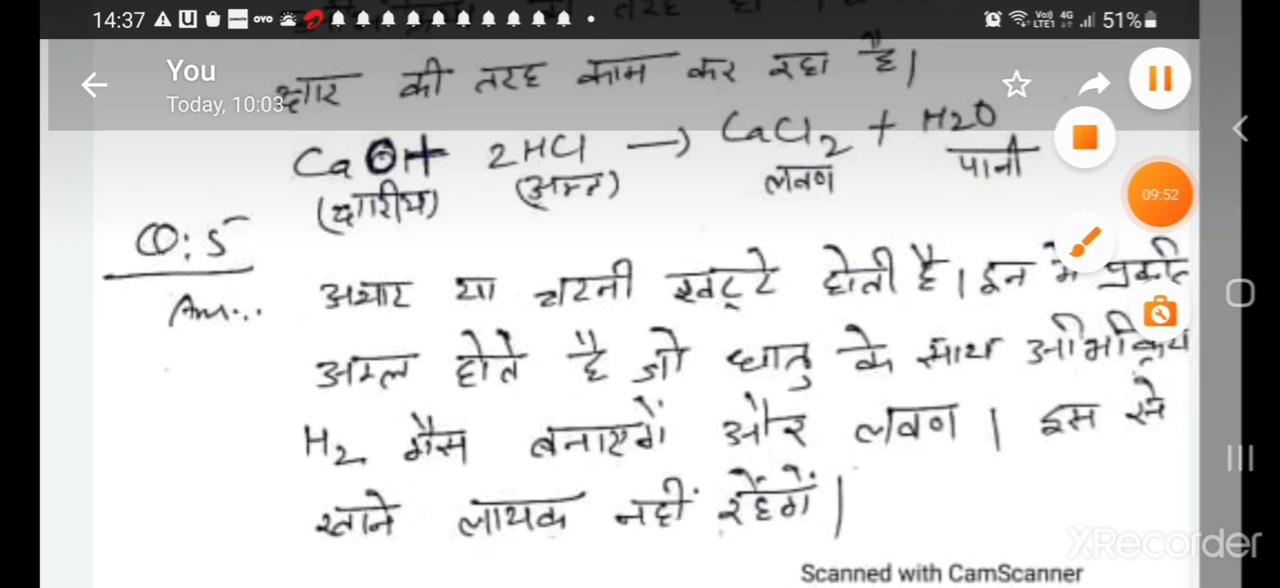 14:37 51%
You
Today, 10:03
क्षार की तरह काम कर रहा है।
CaOH 2HCl → CaCl2 + H2O
(क्षारीय) (अम्ल) लवण पानी
09:52
Q:5
Ans... अचार या चटनी खट्टे होती है। इन मे प्रकृति
अम्ल होते है जो धातु के साथ अभिक्रिय
H2 गैस बनाएगें और लवण। इस से
खाने लायक नहीं रहेंगें।
XRecorder
Scanned with CamScanner